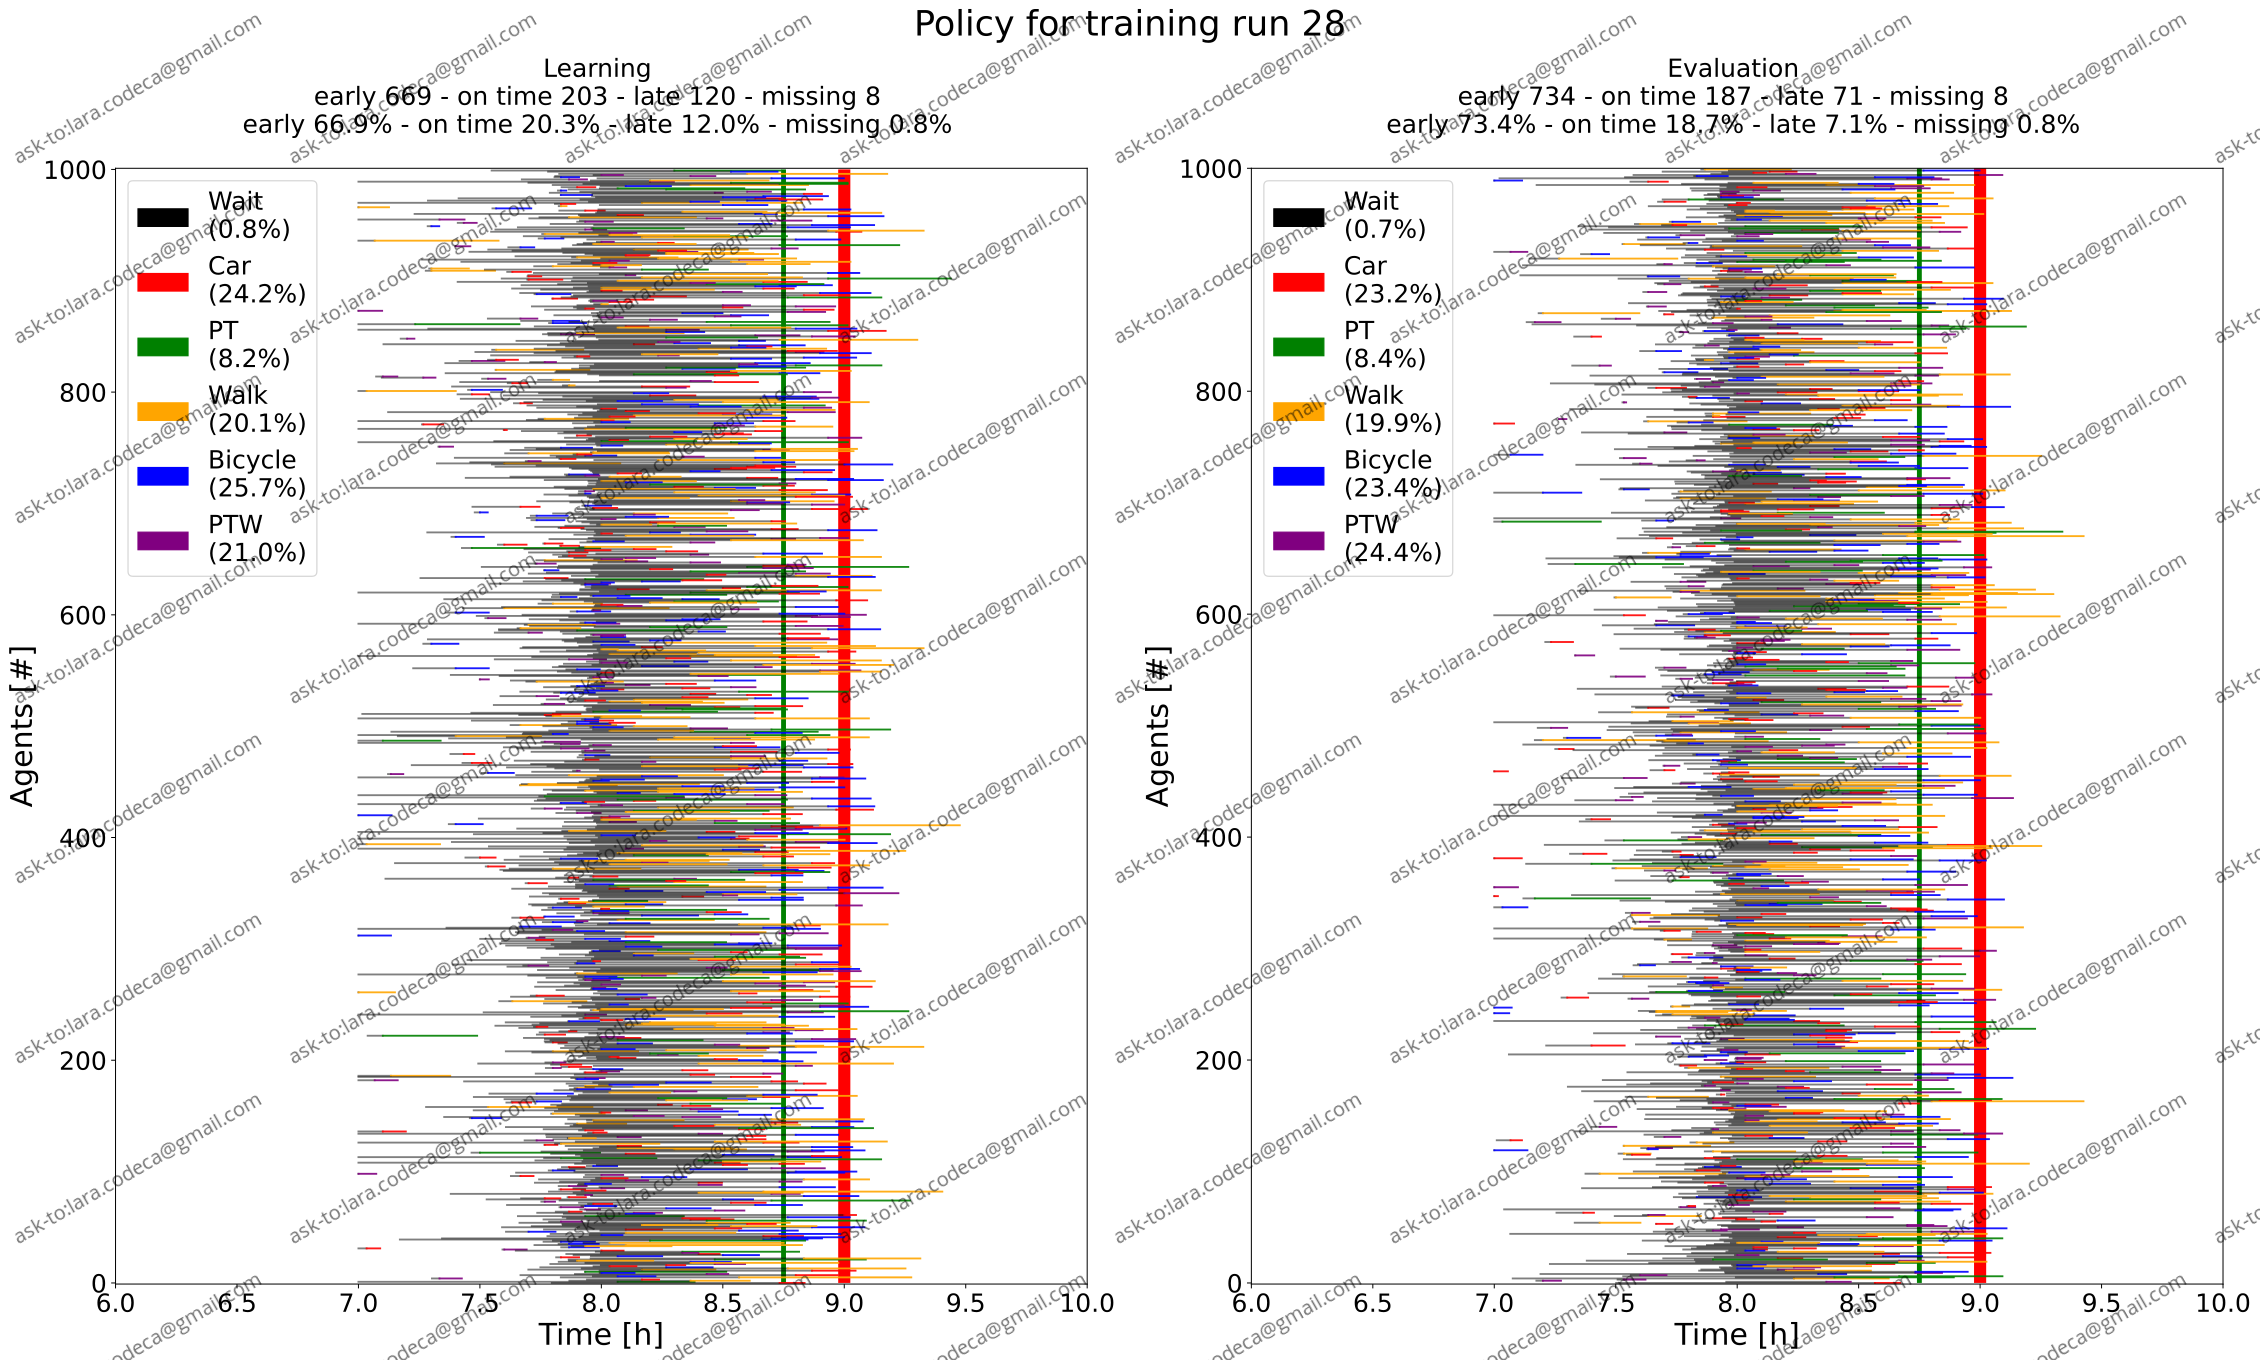 Policy for training run 28
Learning
early 669 - on time 203 - late 120 - missing 8
early 66.9% - on time 20.3% - late 12.0% - missing 0.8%
Evaluation
early 734 - on time 187 - late 71 - missing 8
early 73.4% - on time 18.7% - late 7.1% - missing 0.8%
Agents [#]
1000
800
600
400
200
0
Wait
(0.8%)
Car
(24.2%)
PT
(8.2%)
Walk
(20.1%)
Bicycle
(25.7%)
PTW
(21.0%)
6.0 6.5 7.0 7.5 8.0 8.5 9.0 9.5 10.0
Time [h]
Agents [#]
1000
800
600
400
200
0
Wait
(0.7%)
Car
(23.2%)
PT
(8.4%)
Walk
(19.9%)
Bicycle
(23.4%)
PTW
(24.4%)
6.0 6.5 7.0 7.5 8.0 8.5 9.0 9.5 10.0
Time [h]
ask-to:lara.codeca@gmail.com